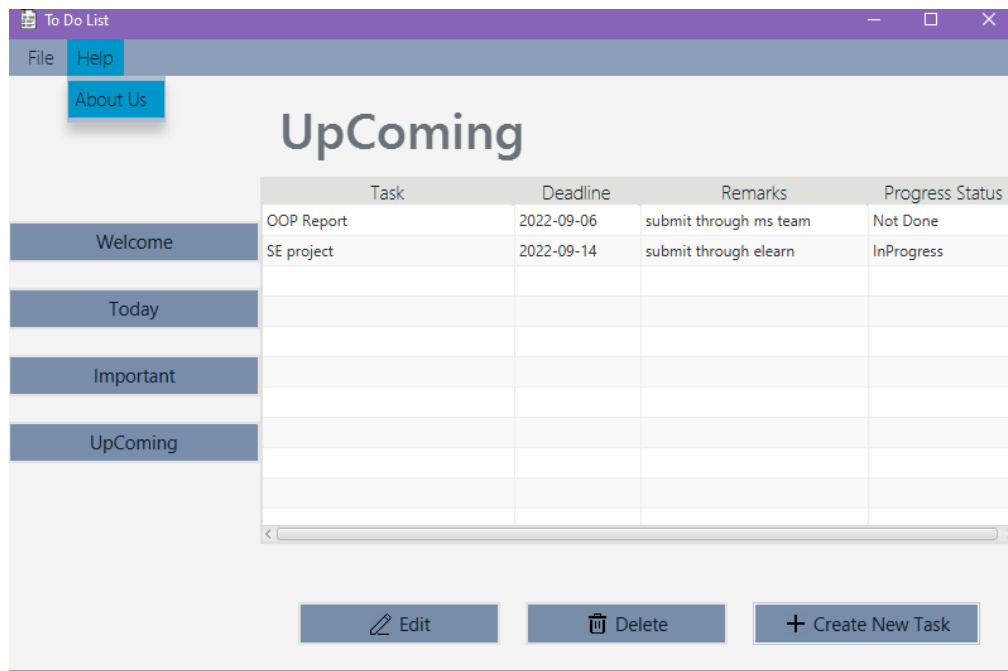 To Do List
File Help
About Us
UpComing
Task Deadline Remarks Progress Status
OOP Report 2022-09-06 submit through ms team Not Done
SE project 2022-09-14 submit through elearn InProgress
Welcome
Today
Important
UpComing
Edit Delete Create New Task